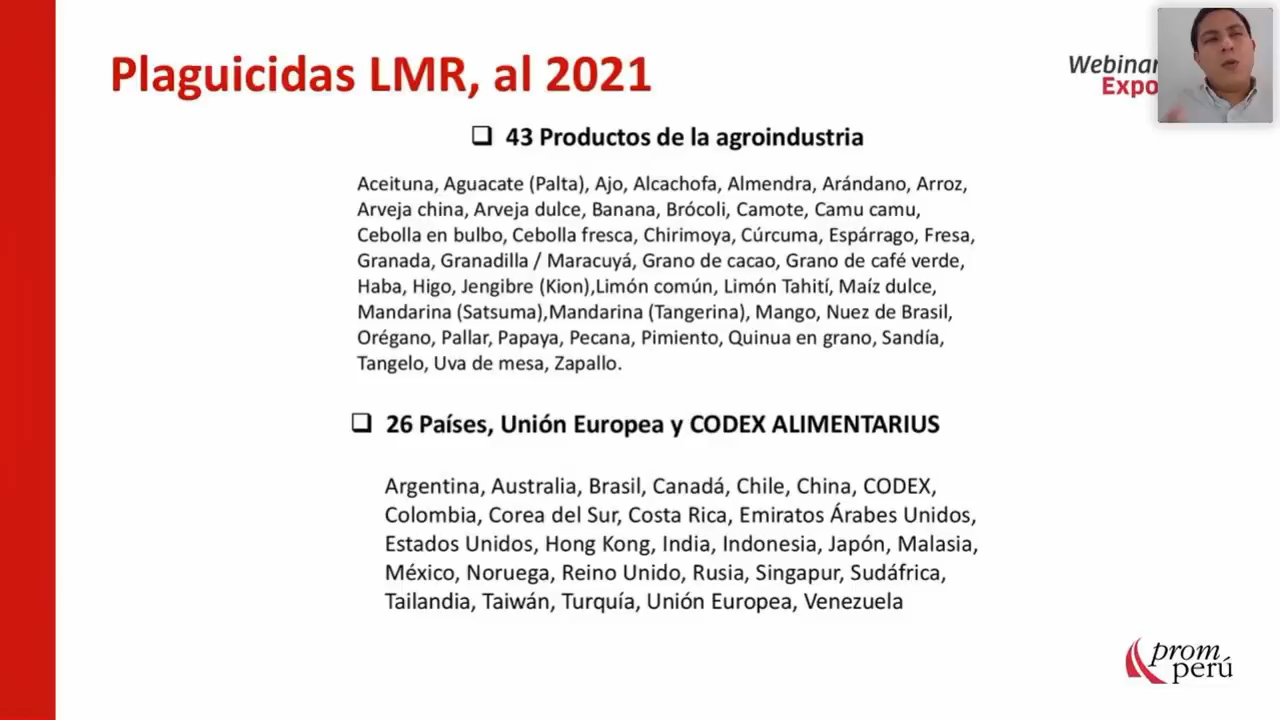 Plaguicidas LMR, al 2021
Webinar
Expo
43 Productos de la agroindustria
Aceituna, Aguacate (Palta), Ajo, Alcachofa, Almendra, Arándano, Arroz,
Arveja china, Arveja dulce, Banana, Brócoli, Camote, Camu camu,
Cebolla en bulbo, Cebolla fresca, Chirimoya, Cúrcuma, Espárrago, Fresa,
Granada, Granadilla / Maracuyá, Grano de cacao, Grano de café verde,
Haba, Higo, Jengibre (Kion),Limón común, Limón Tahití, Maíz dulce,
Mandarina (Satsuma),Mandarina (Tangerina), Mango, Nuez de Brasil,
Orégano, Pallar, Papaya, Pecana, Pimiento, Quinua en grano, Sandía,
Tangelo, Uva de mesa, Zapallo.
26 Países, Unión Europea y CODEX ALIMENTARIUS
Argentina, Australia, Brasil, Canadá, Chile, China, CODEX,
Colombia, Corea del Sur, Costa Rica, Emiratos Árabes Unidos,
Estados Unidos, Hong Kong, India, Indonesia, Japón, Malasia,
México, Noruega, Reino Unido, Rusia, Singapur, Sudáfrica,
Tailandia, Taiwán, Turquía, Unión Europea, Venezuela
prom
perú